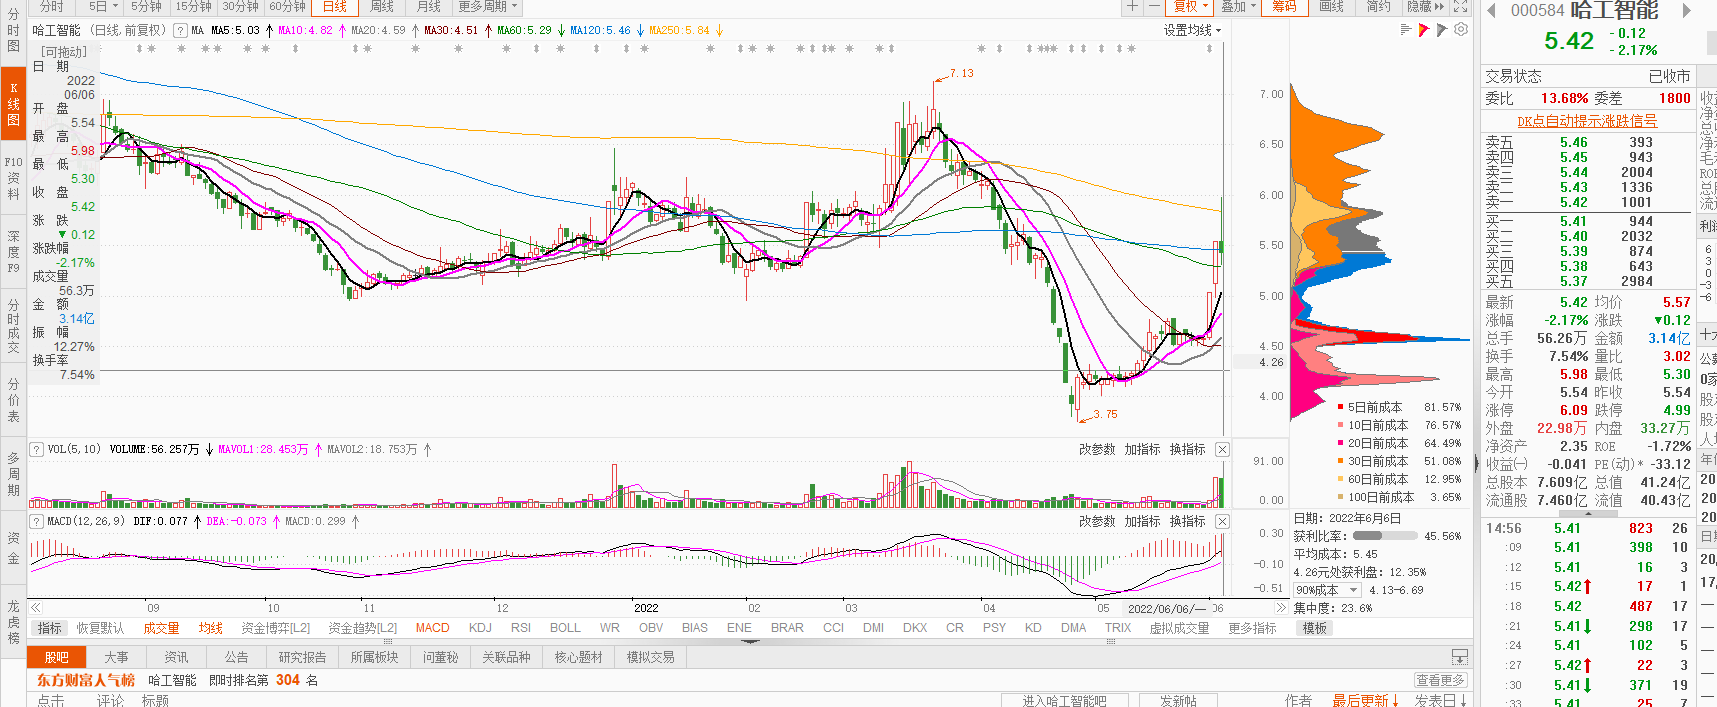 分时 5日 5分钟 15分钟 30分钟 60分钟 日线 周线 月线 更多周期
复权 叠加 筹码 画线 简约 隐藏
分时图
K线图
F10资料
深度F9
分时成交
分价表
多周期
资金
龙虎榜
哈工智能 (日线,前复权) ? MA MA5:5.03 ↑ MA10:4.82 ↑ MA20:4.59 ↑ MA30:4.51 ↑ MA60:5.29 ↓ MA120:5.46 ↓ MA250:5.84 ↓
设置均线
[可拖动]
日 期
2022
06/06
开 盘
5.54
最 高
5.98
最 低
5.30
收 盘
5.42
涨 跌
▼0.12
涨跌幅
-2.17%
成交量
56.3万
金 额
3.14亿
振 幅
12.27%
换手率
7.54%
7.13
3.75
7.00
6.50
6.00
5.50
5.00
4.50
4.26
4.00
? VOL(5,10) VOLUME:56.257万 ↓ MAVOL1:28.453万 ↑ MAVOL2:18.753万 ↑
改参数 加指标 换指标
91.00
0.00
? MACD(12,26,9) DIF:0.077 ↑ DEA:-0.073 ↑ MACD:0.299 ↑
改参数 加指标 换指标
0.30
-0.10
-0.51
09 10 11 12 2022 02 03 04 05 2022/06/06/一 06
指标 恢复默认 成交量 均线 资金博弈[L2] 资金趋势[L2] MACD KDJ RSI BOLL WR OBV BIAS ENE BRAR CCI DMI DKX CR PSY KD DMA TRIX 虚拟成交量 更多指标 模板
股吧 大事 资讯 公告 研究报告 所属板块 问董秘 关联品种 核心题材 模拟交易
东方财富人气榜 哈工智能 即时排名第 304 名
查看更多
点击 评论 标题 进入哈工智能吧 发新帖 作者 最后更新↓ 发表日↓
5日前成本 81.57%
10日前成本 76.57%
20日前成本 64.49%
30日前成本 51.08%
60日前成本 12.95%
100日前成本 3.65%
日期: 2022年6月6日
获利比率: 45.56%
平均成本: 5.45
4.26元处获利盘: 12.35%
90%成本 4.13-6.69
集中度: 23.6%
000584 哈工智能
5.42 -0.12
-2.17%
交易状态 已收市
委比 13.68% 委差 1800
DK点自动提示涨跌信号
卖五 5.46 393
卖四 5.45 943
卖三 5.44 2004
卖二 5.43 1336
卖一 5.42 1001
买一 5.41 944
买二 5.40 2032
买三 5.39 874
买四 5.38 643
买五 5.37 2984
最新 5.42 均价 5.57
涨幅 -2.17% 涨跌 ▼0.12
总手 56.26万 金额 3.14亿
换手 7.54% 量比 3.02
最高 5.98 最低 5.30
今开 5.54 昨收 5.54
涨停 6.09 跌停 4.99
外盘 22.98万 内盘 33.27万
净资产 2.35 ROE -1.72%
收益(一) -0.041 PE(动)* -33.12
总股本 7.609亿 总值 41.24亿
流通股 7.460亿 流值 40.43亿
14:56 5.41 823 26
:09 5.41 398 10
:12 5.41 16 3
:15 5.42↑ 17 1
:18 5.42 487 17
:21 5.41↓ 298 17
:24 5.41 102 5
:27 5.42↑ 22 3
:30 5.41↓ 371 19
:33 5.41 25 7